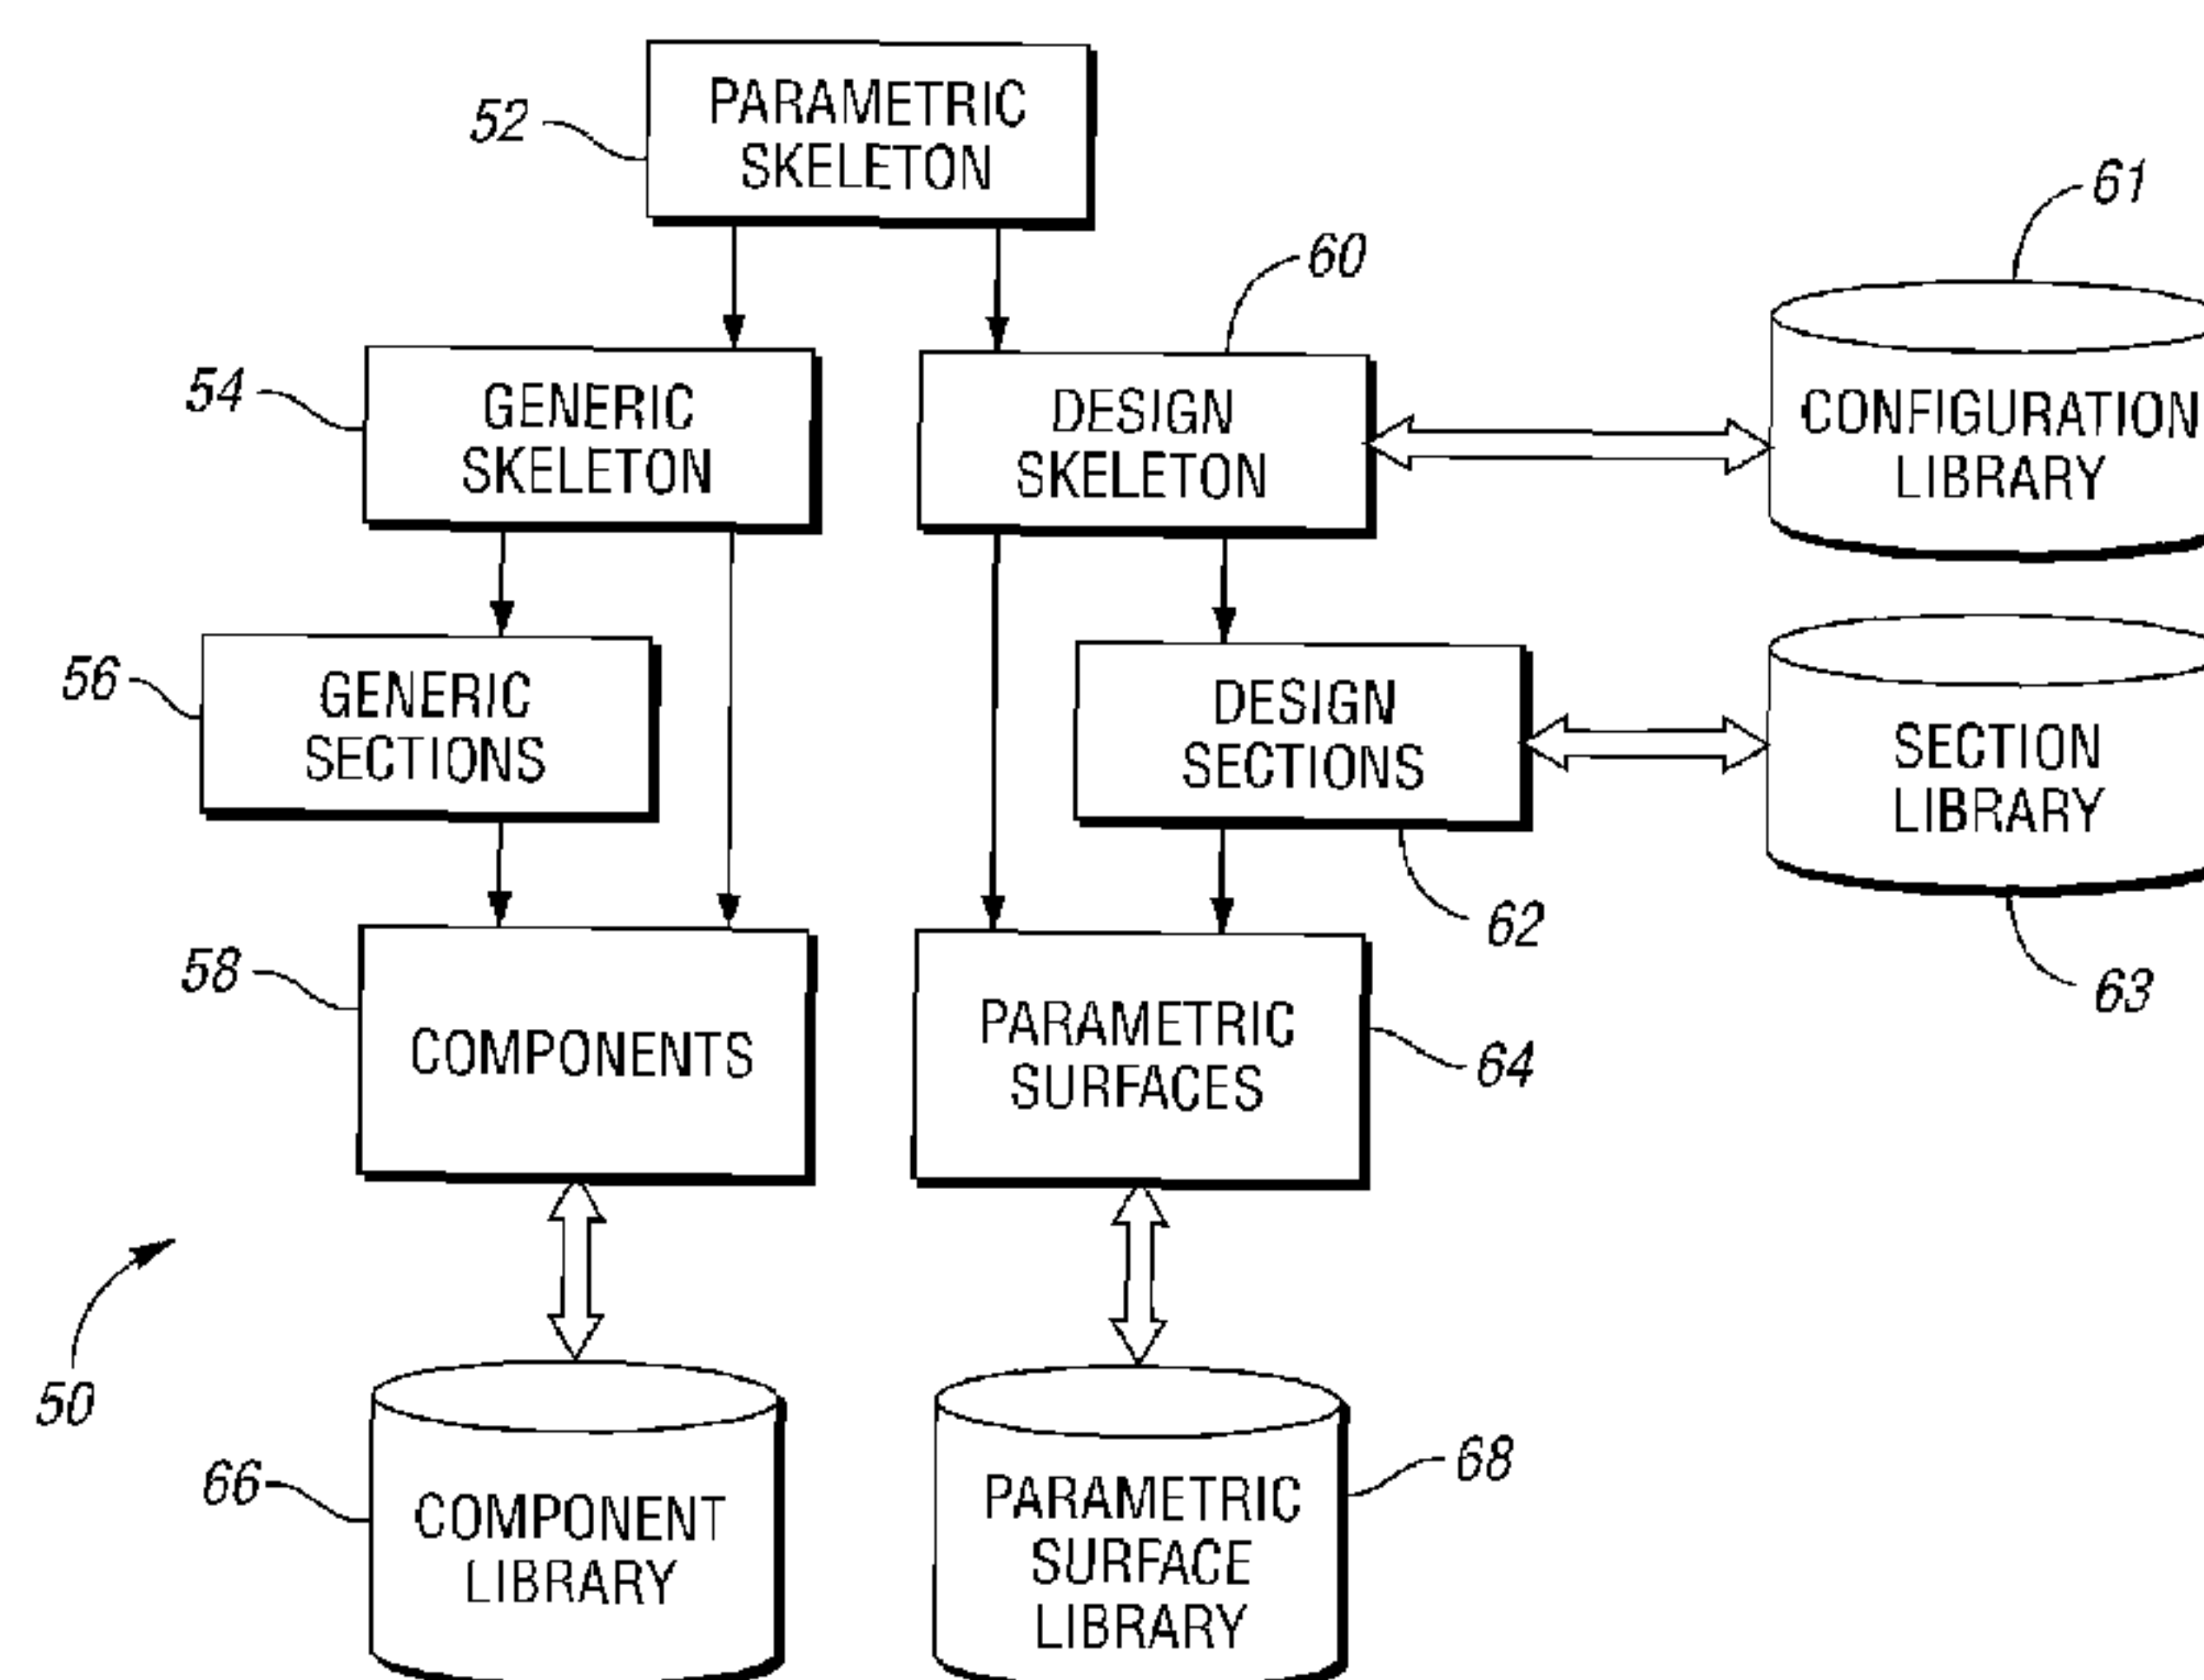 52
PARAMETRIC
SKELETON
61
60
54
GENERIC
SKELETON
DESIGN
SKELETON
CONFIGURATION
LIBRARY
56
GENERIC
SECTIONS
DESIGN
SECTIONS
SECTION
LIBRARY
62
58
COMPONENTS
PARAMETRIC
SURFACES
64
63
50
66
COMPONENT
LIBRARY
PARAMETRIC
SURFACE
LIBRARY
68